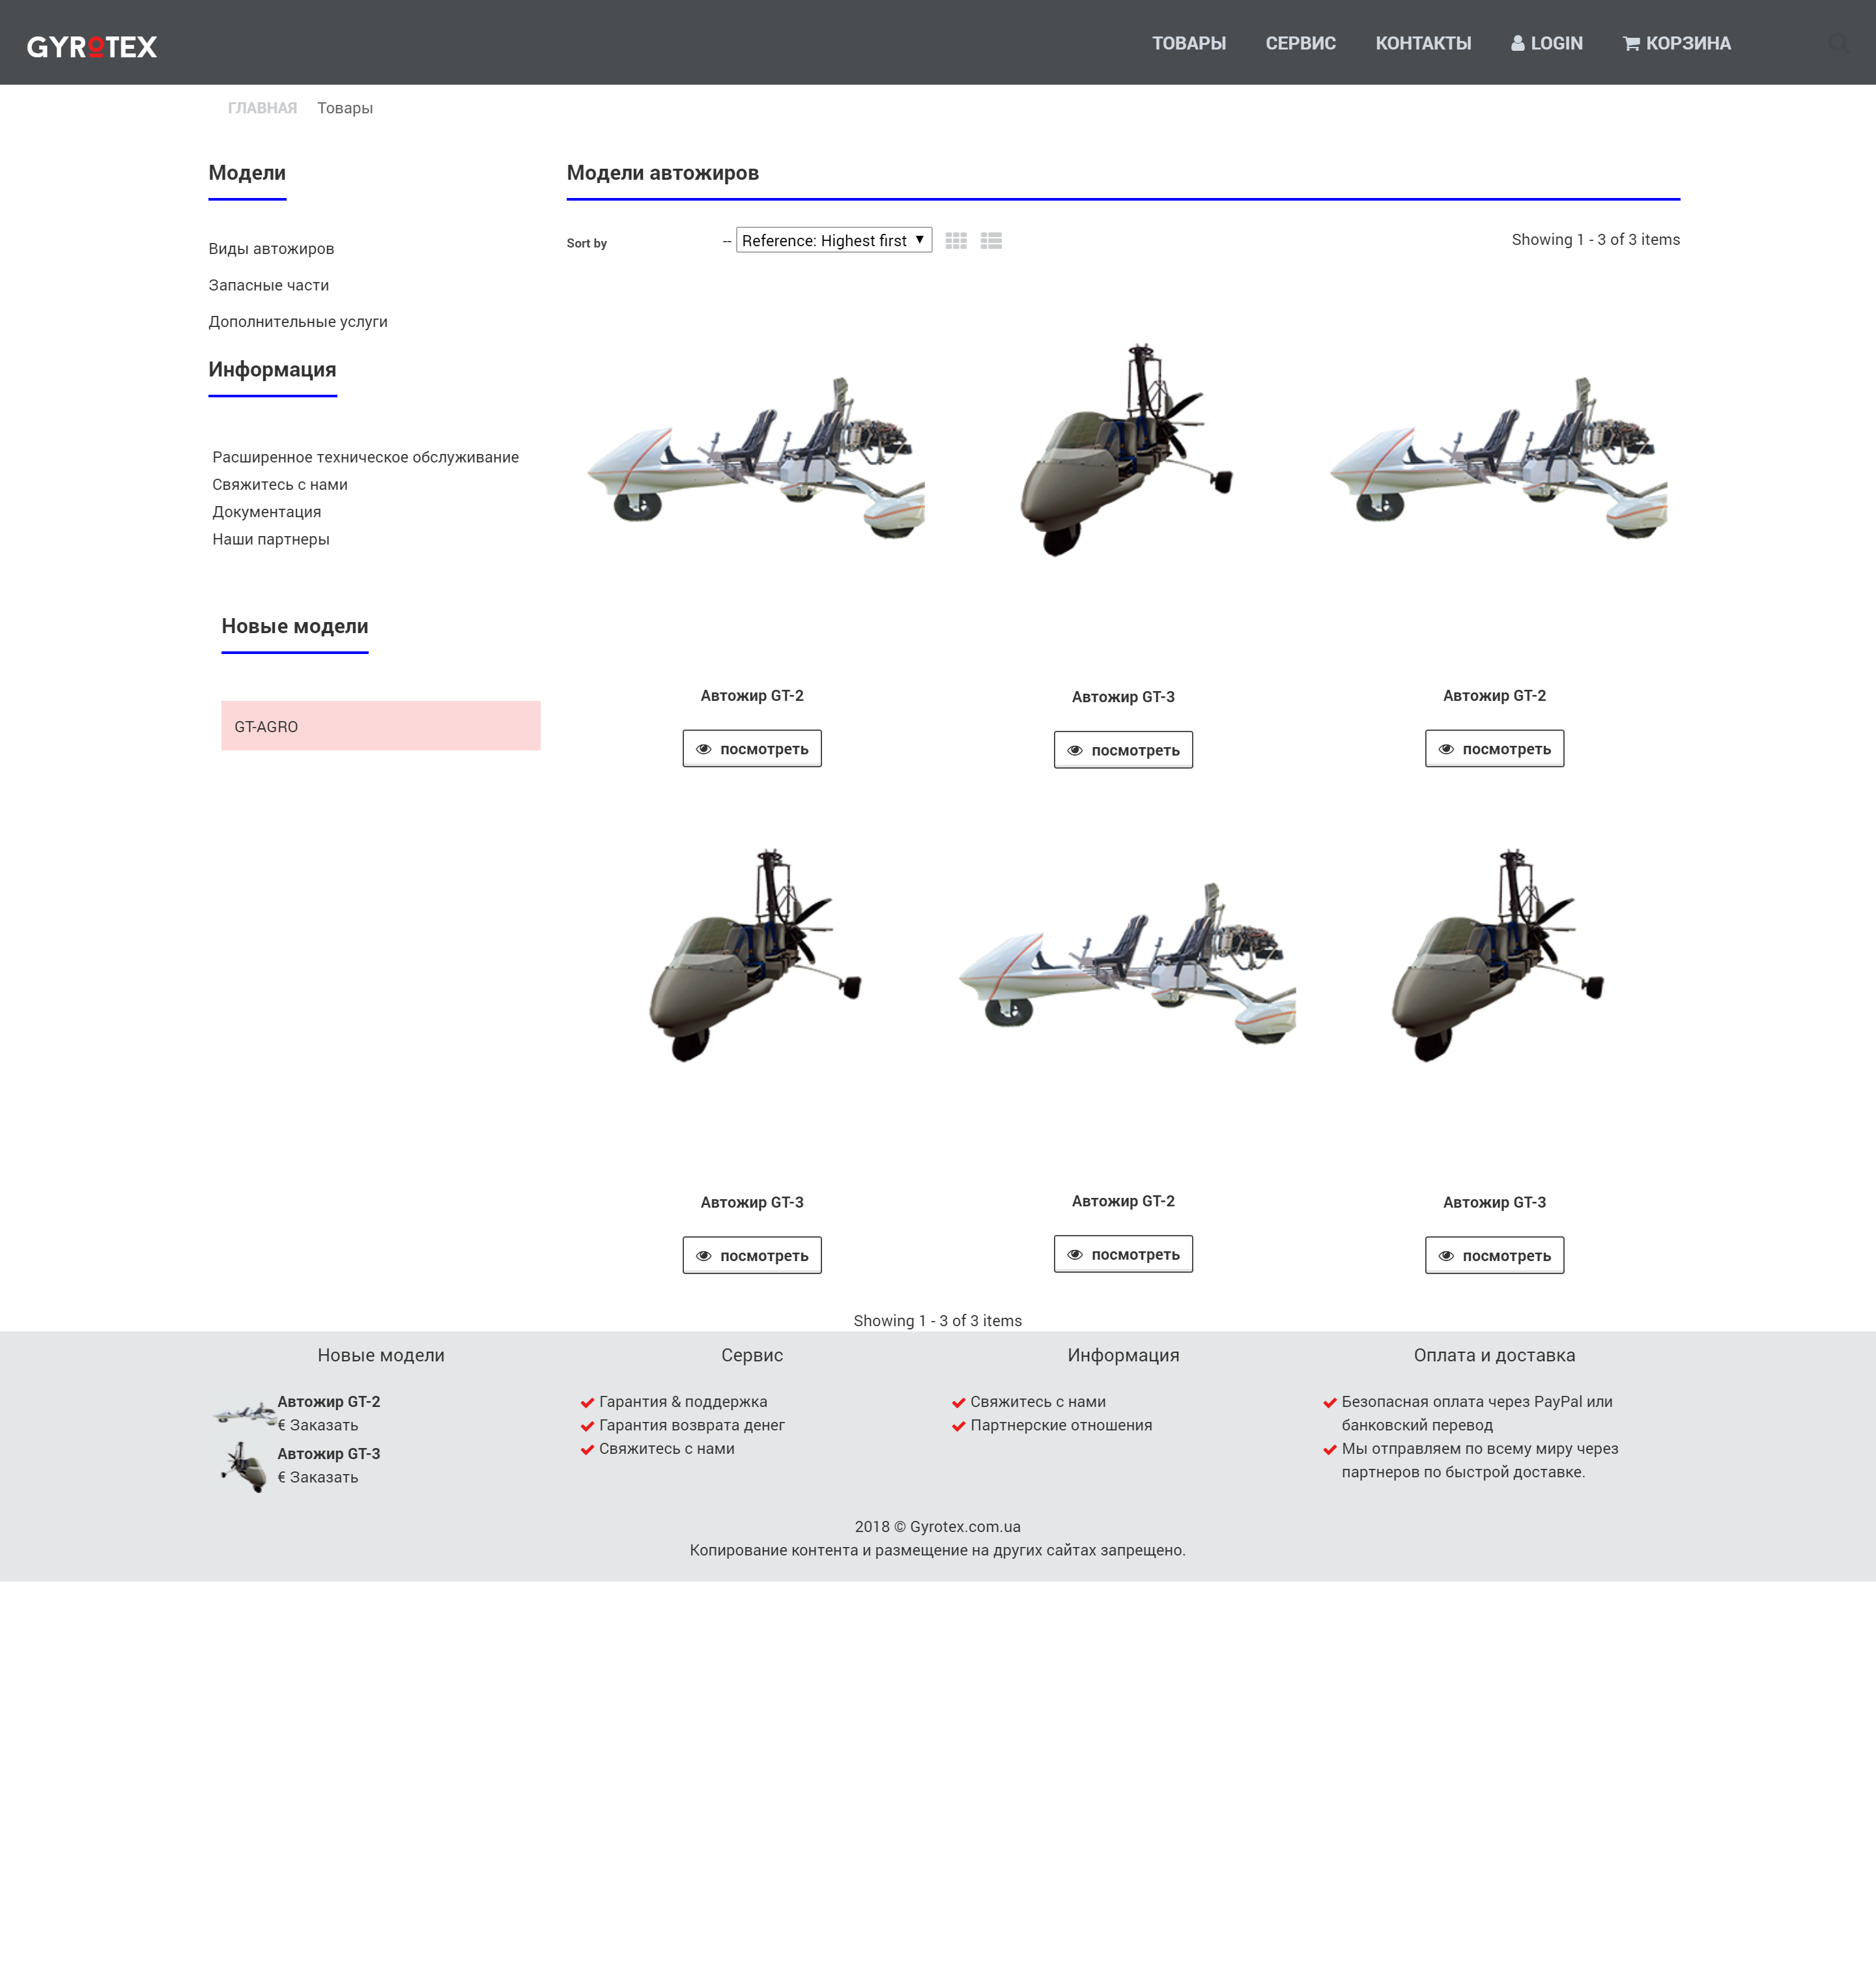 GYROTEX
ТОВАРЫ СЕРВИС КОНТАКТЫ LOGIN КОРЗИНА
ГЛАВНАЯ Товары
Модели
Виды автожиров
Запасные части
Дополнительные услуги
Информация
Расширенное техническое обслуживание
Свяжитесь с нами
Документация
Наши партнеры
Новые модели
GT-AGRO
Модели автожиров
Sort by -- Reference: Highest first Showing 1 - 3 of 3 items
Автожир GT-2 Автожир GT-3 Автожир GT-2
посмотреть посмотреть посмотреть
Автожир GT-3 Автожир GT-2 Автожир GT-3
посмотреть посмотреть посмотреть
Showing 1 - 3 of 3 items
Новые модели
Автожир GT-2
€ Заказать
Автожир GT-3
€ Заказать
Сервис
Гарантия & поддержка
Гарантия возврата денег
Свяжитесь с нами
Информация
Свяжитесь с нами
Партнерские отношения
Оплата и доставка
Безопасная оплата через PayPal или
банковский перевод
Мы отправляем по всему миру через
партнеров по быстрой доставке.
2018 © Gyrotex.com.ua
Копирование контента и размещение на других сайтах запрещено.